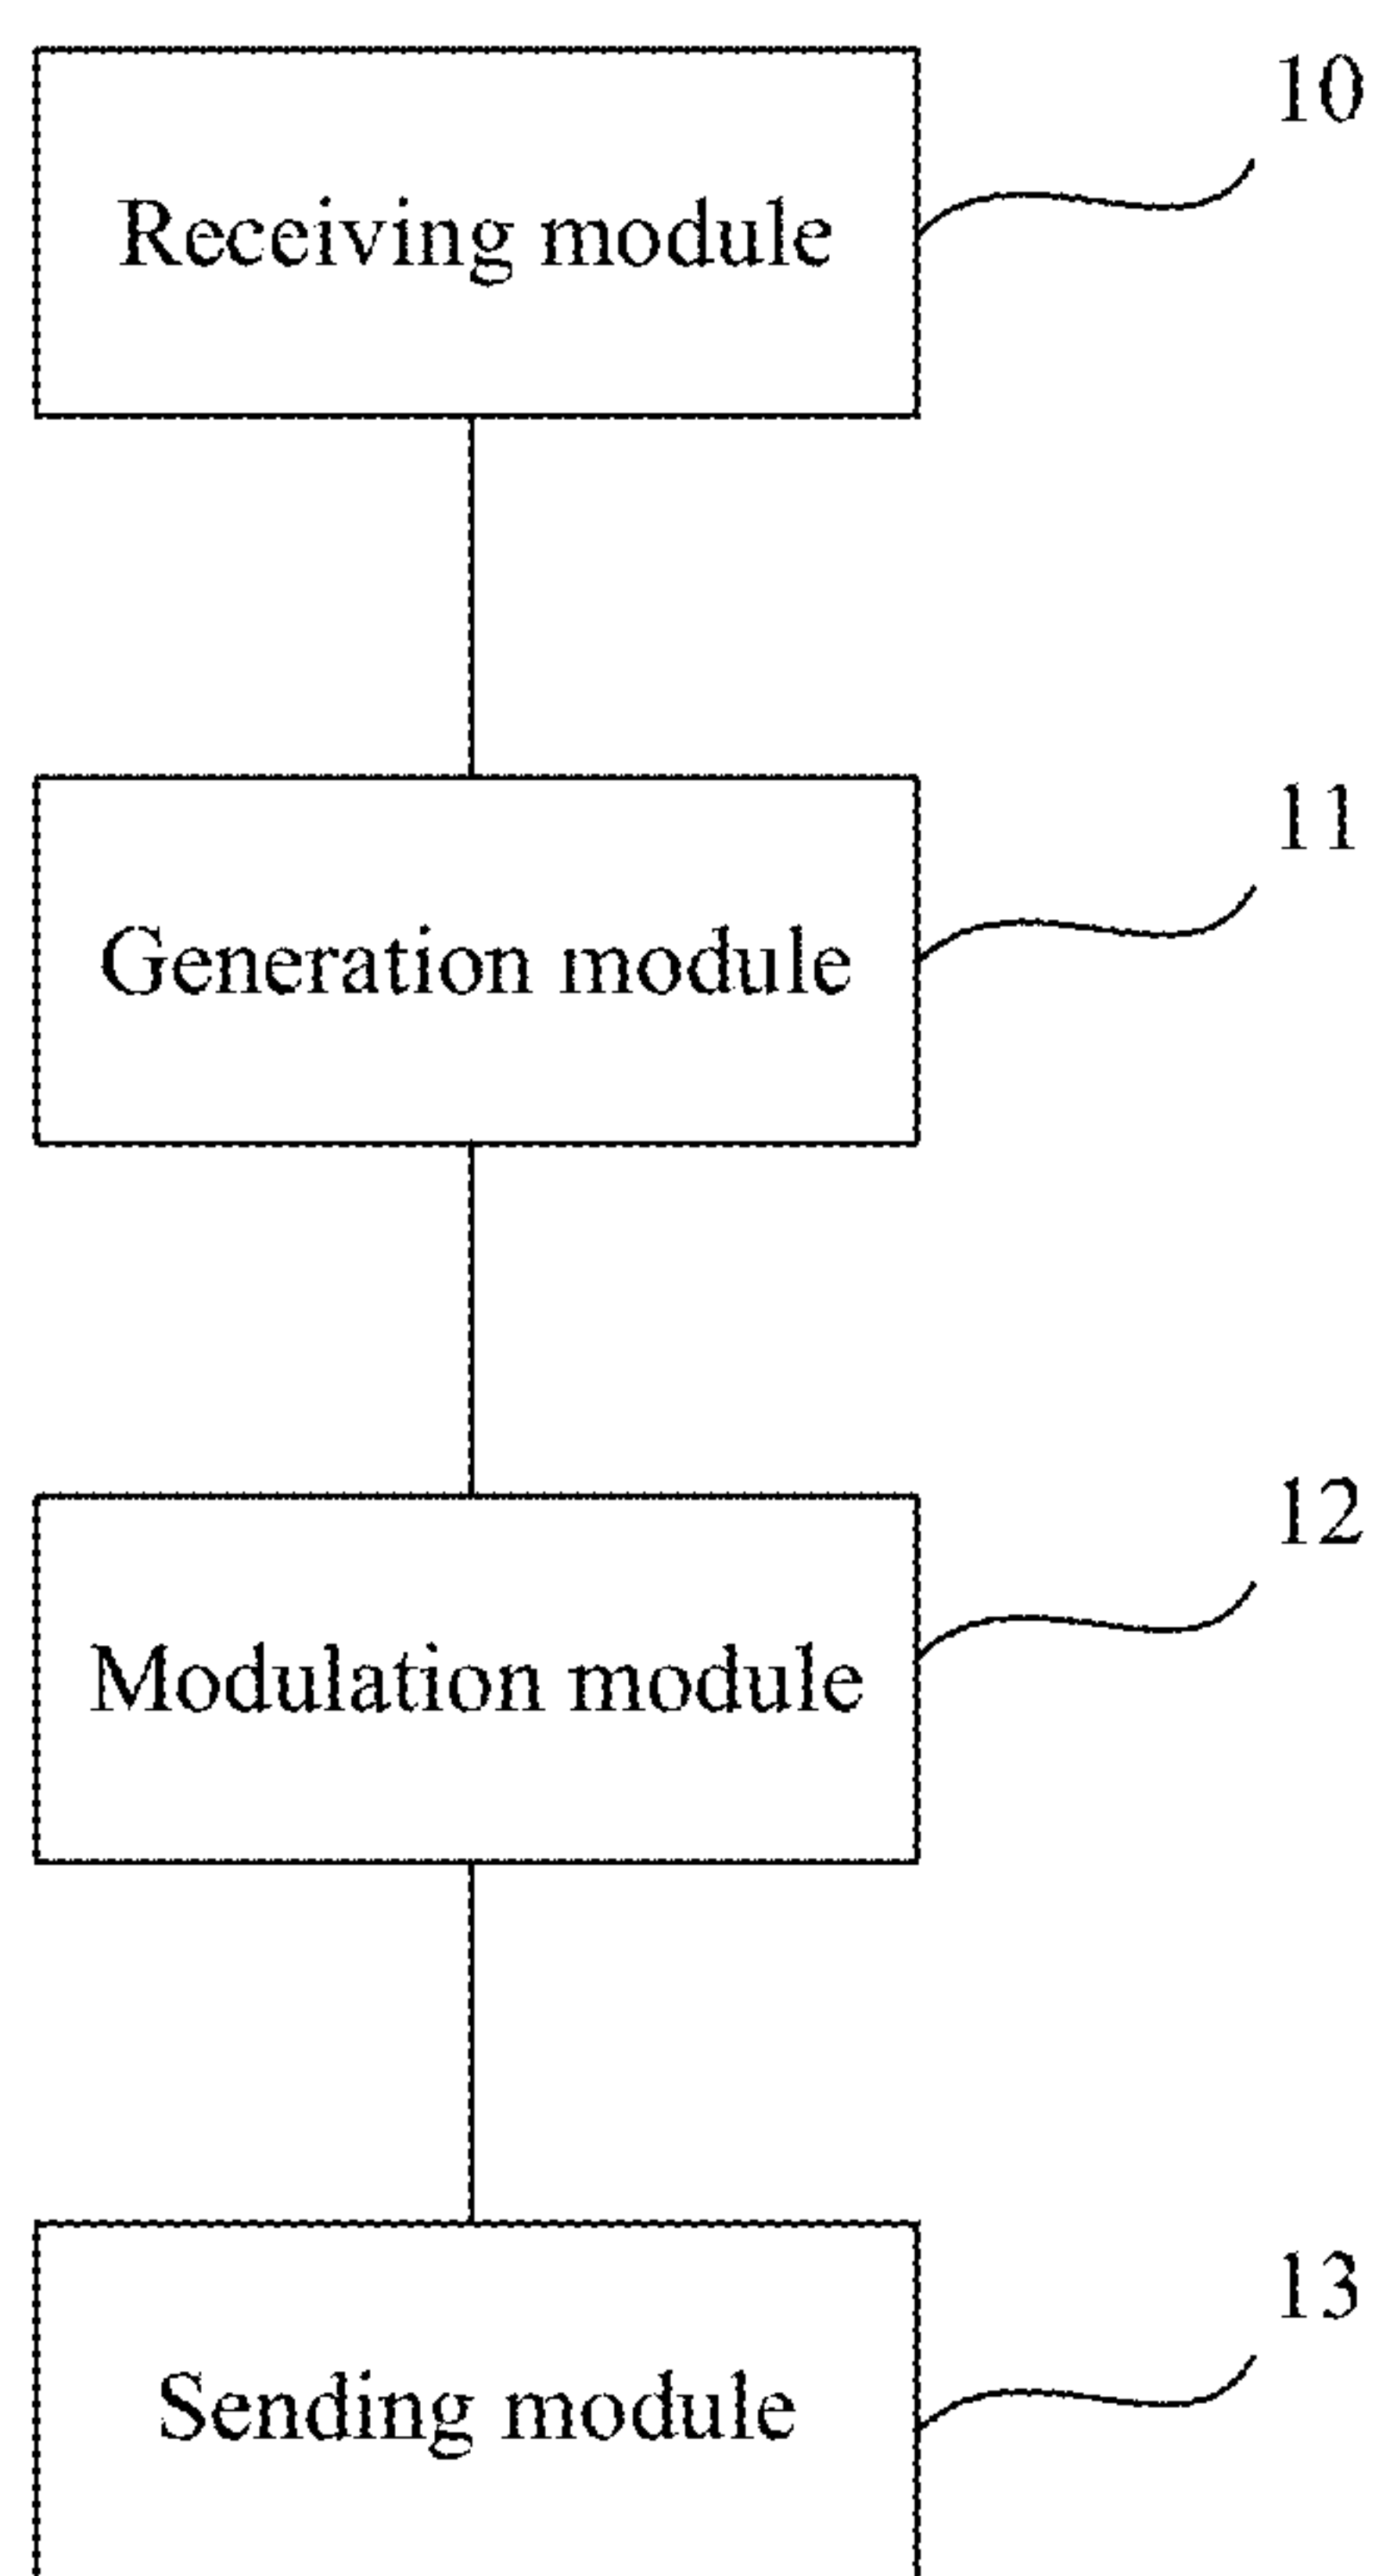 10
Receiving module
11
Generation module
12
Modulation module
13
Sending module